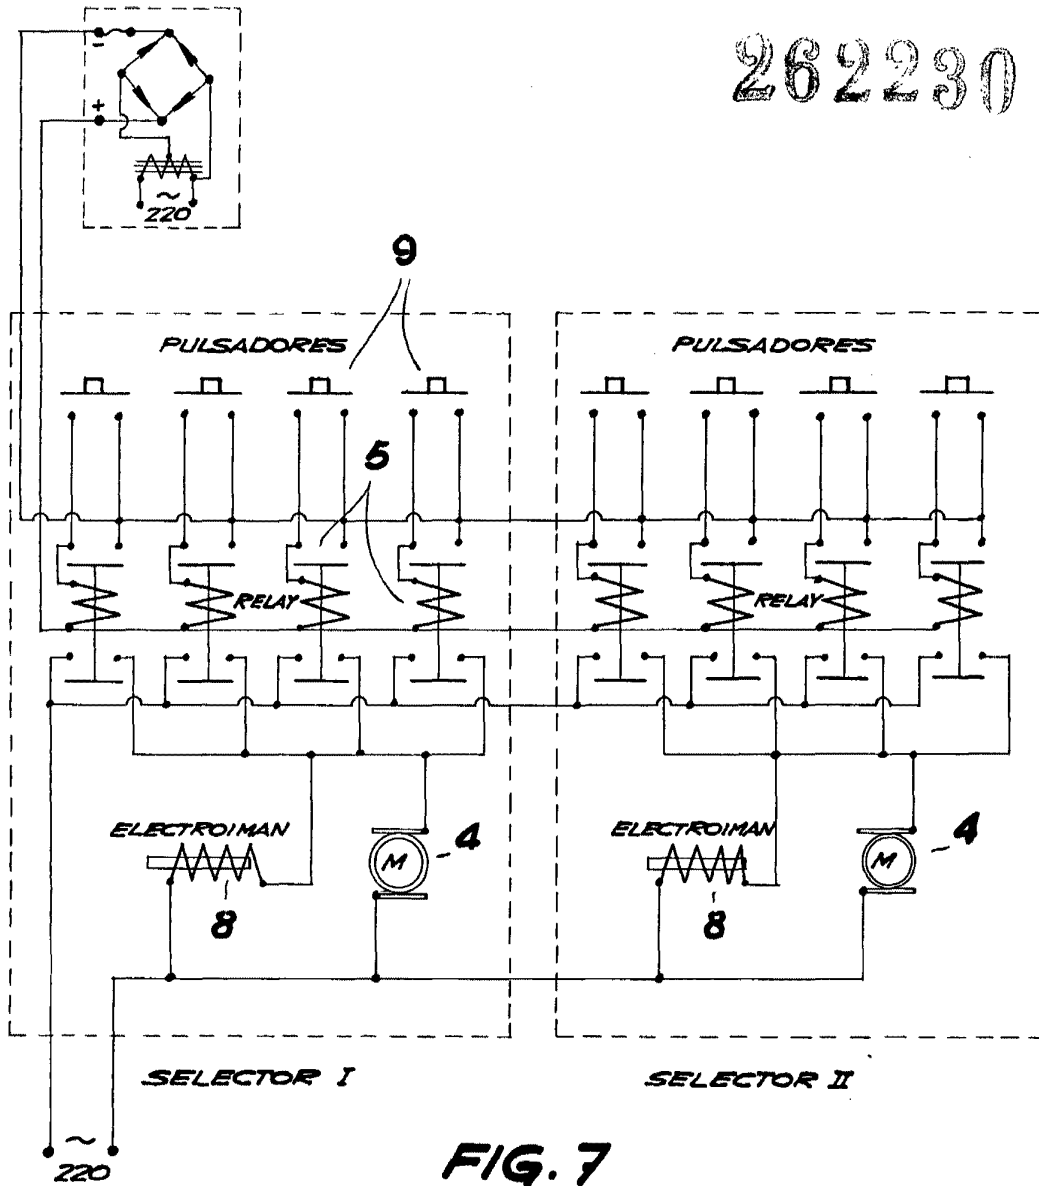 262230
-
+
~
220
9
PULSADORES
PULSADORES
5
RELAY
RELAY
ELECTROIMAN
M
4
8
ELECTROIMAN
M
4
8
SELECTOR I
SELECTOR II
~
220
FIG. 7